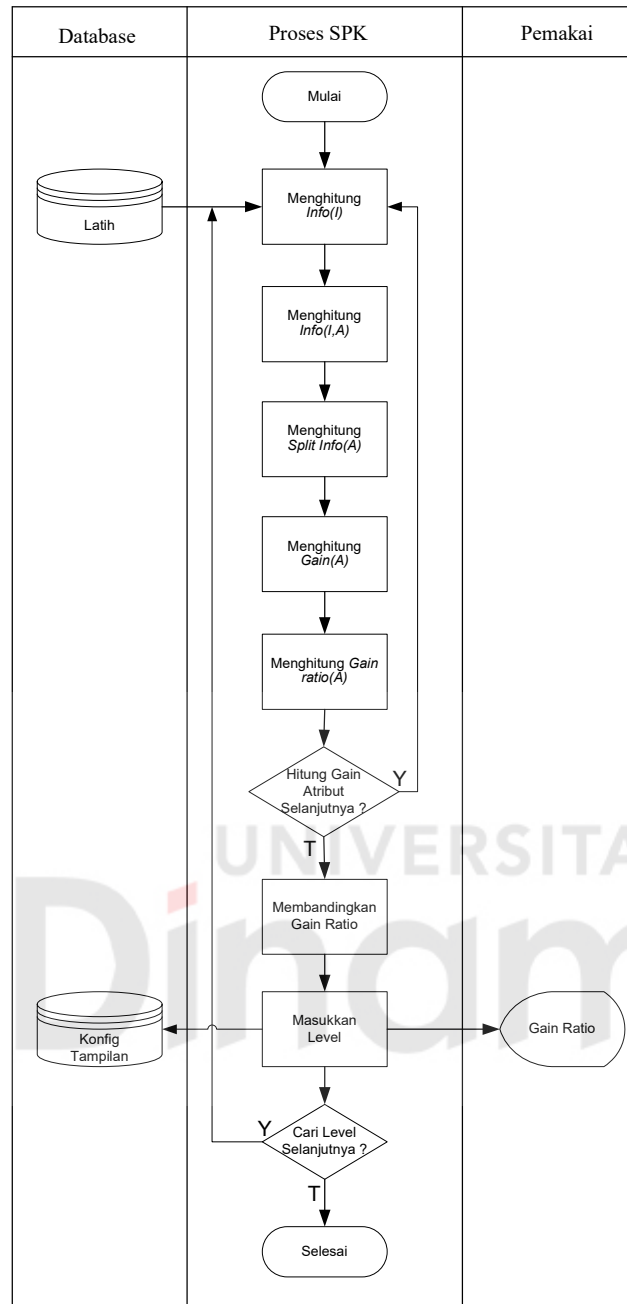 Database
Proses SPK
Pemakai
Mulai
Latih
Menghitung
Info(I)
Menghitung
Info(I,A)
Menghitung
Split Info(A)
Menghitung
Gain(A)
Menghitung Gain
ratio(A)
Hitung Gain
Atribut
Selanjutnya ?
Y
T
UNIVERSITA
Dinam
Membandingkan
Gain Ratio
Konfig
Tampilan
Masukkan
Level
Gain Ratio
Y
Cari Level
Selanjutnya ?
T
Selesai